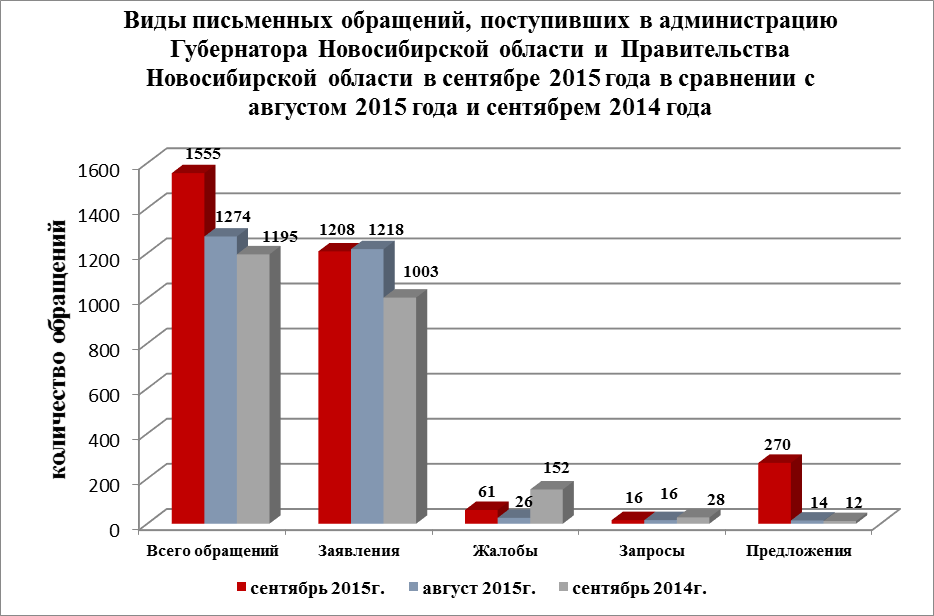 Виды письменных обращений, поступивших в администрацию
Губернатора Новосибирской области и Правительства
Новосибирской области в сентябре 2015 года в сравнении с
августом 2015 года и сентябрем 2014 года
количество обращений
1600
1400
1200
1000
800
600
400
200
0
1555
1274
1195
1208
1218
1003
61
26
152
16
16
28
270
14
12
Всего обращений
Заявления
Жалобы
Запросы
Предложения
сентябрь 2015г.
август 2015г.
сентябрь 2014г.